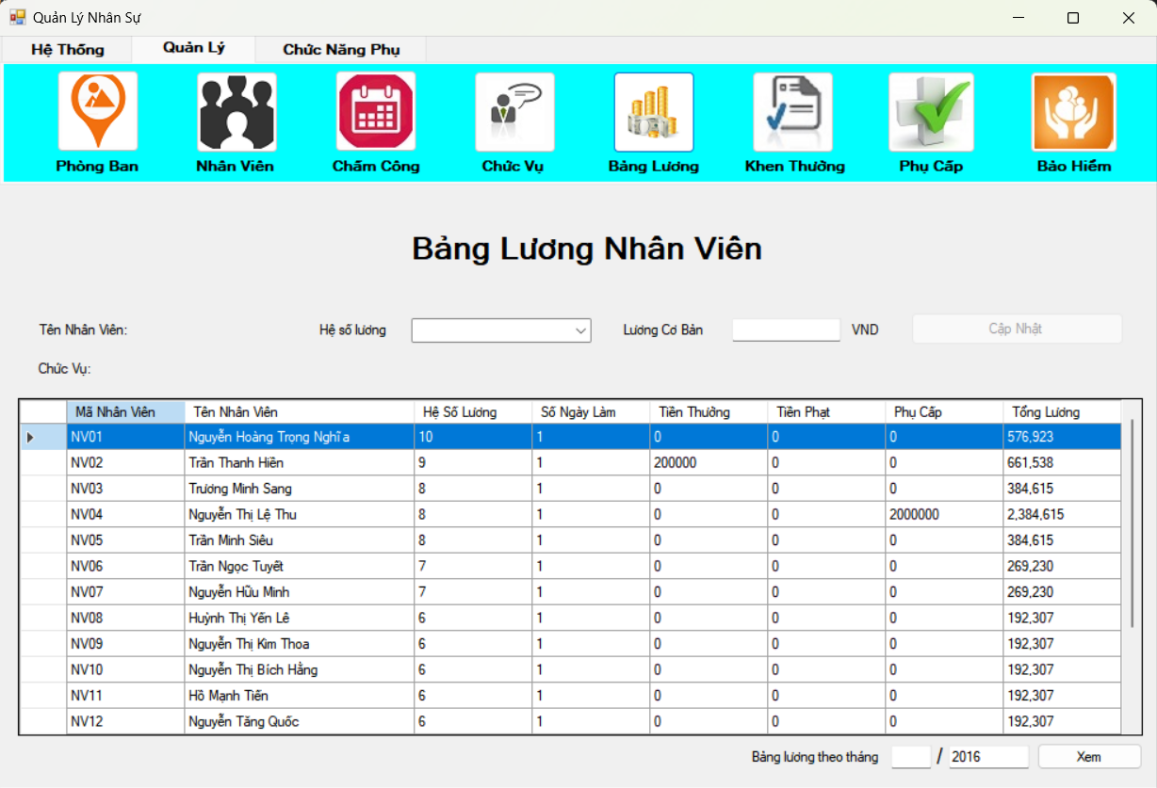 Quản Lý Nhân Sự
Hệ Thống Quản Lý Chức Năng Phụ
Phòng Ban Nhân Viên Chấm Công Chức Vụ Bảng Lương Khen Thưởng Phụ Cấp Bảo Hiểm
Bảng Lương Nhân Viên
Tên Nhân Viên: Hệ số lương Lương Cơ Bản VND Cập Nhật
Chức Vụ:
Mã Nhân Viên Tên Nhân Viên Hệ Số Lương Số Ngày Làm Tiền Thưởng Tiền Phạt Phụ Cấp Tổng Lương
NV01 Nguyễn Hoàng Trọng Nghĩa 10 1 0 0 0 576,923
NV02 Trần Thanh Hiền 9 1 200000 0 0 661,538
NV03 Trương Minh Sang 8 1 0 0 0 384,615
NV04 Nguyễn Thị Lệ Thu 8 1 0 0 2000000 2,384,615
NV05 Trần Minh Siêu 8 1 0 0 0 384,615
NV06 Trần Ngọc Tuyết 7 1 0 0 0 269,230
NV07 Nguyễn Hữu Minh 7 1 0 0 0 269,230
NV08 Huỳnh Thị Yến Lê 6 1 0 0 0 192,307
NV09 Nguyễn Thị Kim Thoa 6 1 0 0 0 192,307
NV10 Nguyễn Thị Bích Hằng 6 1 0 0 0 192,307
NV11 Hồ Mạnh Tiến 6 1 0 0 0 192,307
NV12 Nguyễn Tăng Quốc 6 1 0 0 0 192,307
Bảng lương theo tháng / 2016 Xem